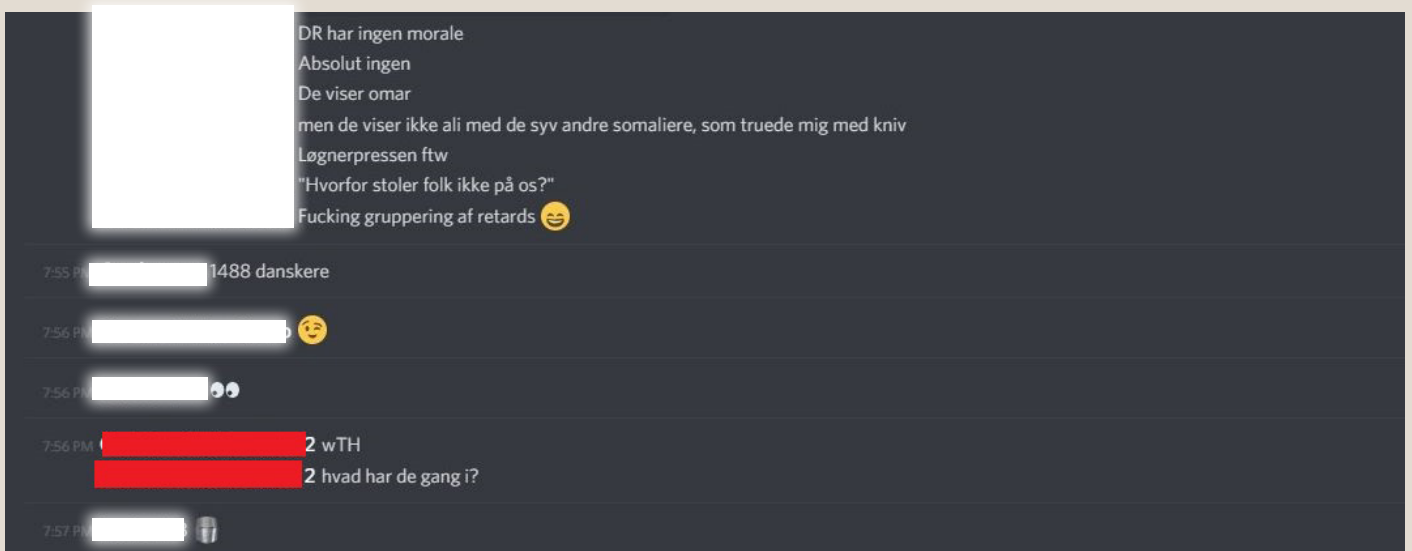 DR har ingen morale
Absolut ingen
De viser omar
men de viser ikke ali med de syv andre somaliere, som truede mig med kniv
Løgnerpressen ftw
"Hvorfor stoler folk ikke på os?"
Fucking gruppering af retards 😄
7:55 PM 1488 danskere
7:56 PM 😉
7:56 PM 👀
7:56 PM 2 wTH
2 hvad har de gang i?
7:57 PM